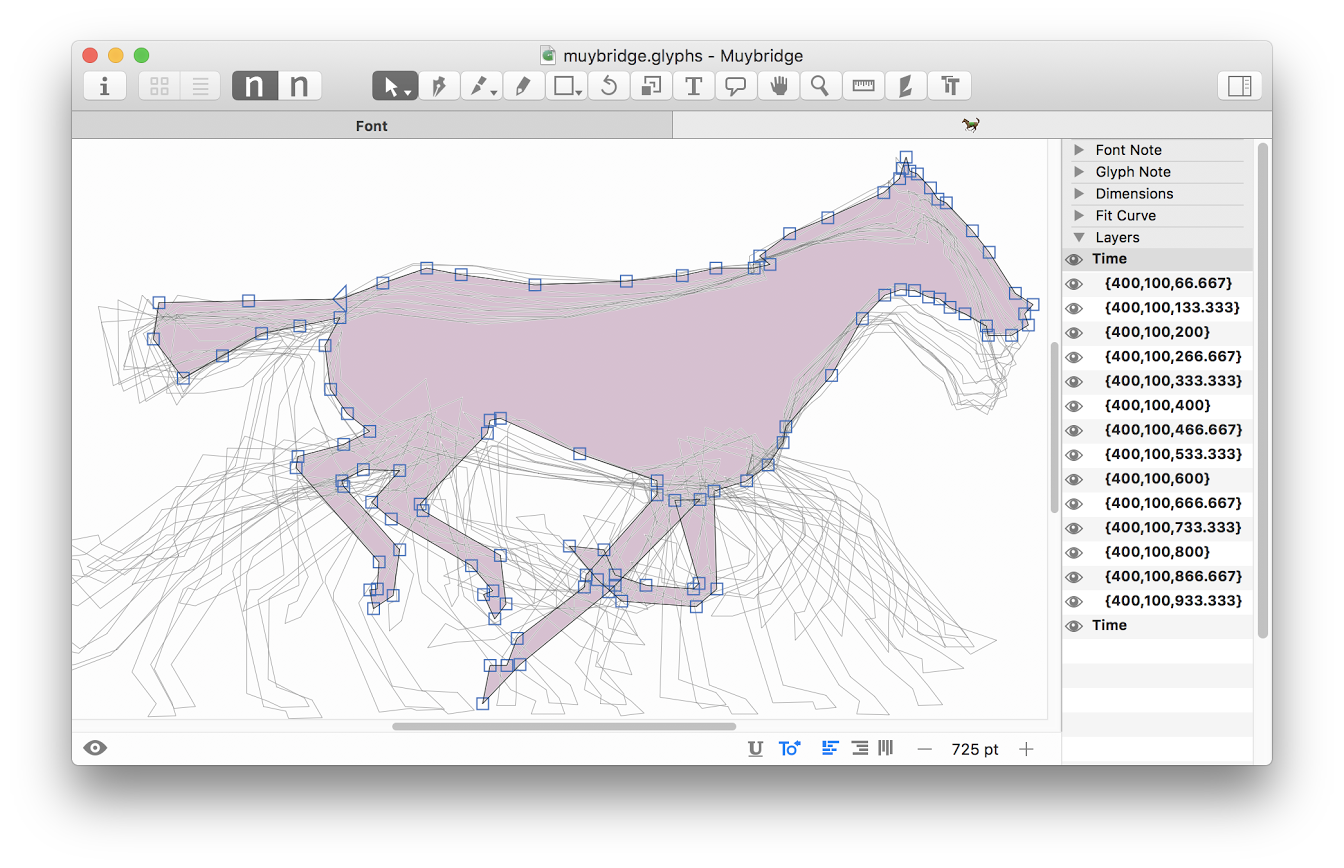 muybridge.glyphs - Muybridge
i
n n
T
T T
Font
Font Note
Glyph Note
Dimensions
Fit Curve
Layers
Time
{400,100,66.667}
{400,100,133.333}
{400,100,200}
{400,100,266.667}
{400,100,333.333}
{400,100,400}
{400,100,466.667}
{400,100,533.333}
{400,100,600}
{400,100,666.667}
{400,100,733.333}
{400,100,800}
{400,100,866.667}
{400,100,933.333}
Time
U To 725 pt